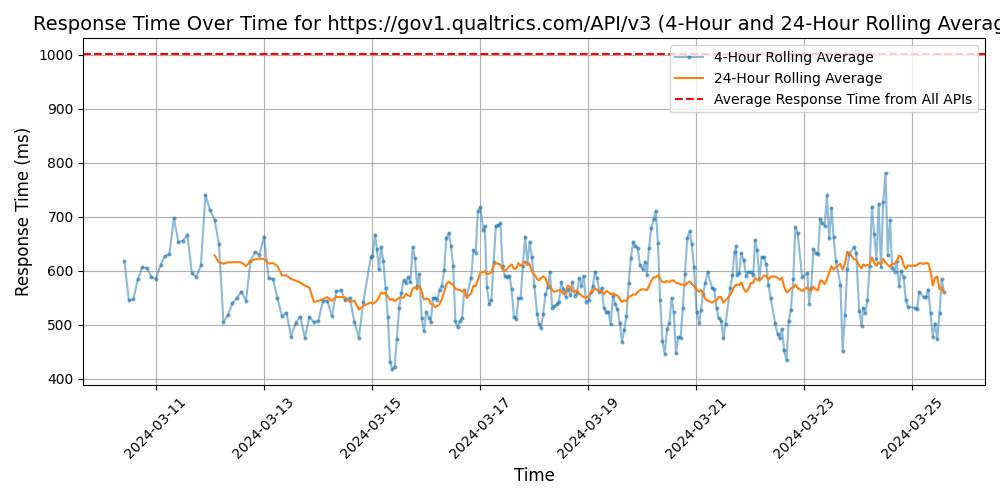 Response Time Over Time for https://gov1.qualtrics.com/API/v3 (4-Hour and 24-Hour Rolling Averag
1000
900
800
700
600
500
400
Response Time (ms)
4-Hour Rolling Average
24-Hour Rolling Average
Average Response Time from All APIs
2024-03-11
2024-03-13
2024-03-15
2024-03-17
2024-03-19
2024-03-21
2024-03-23
2024-03-25
Time